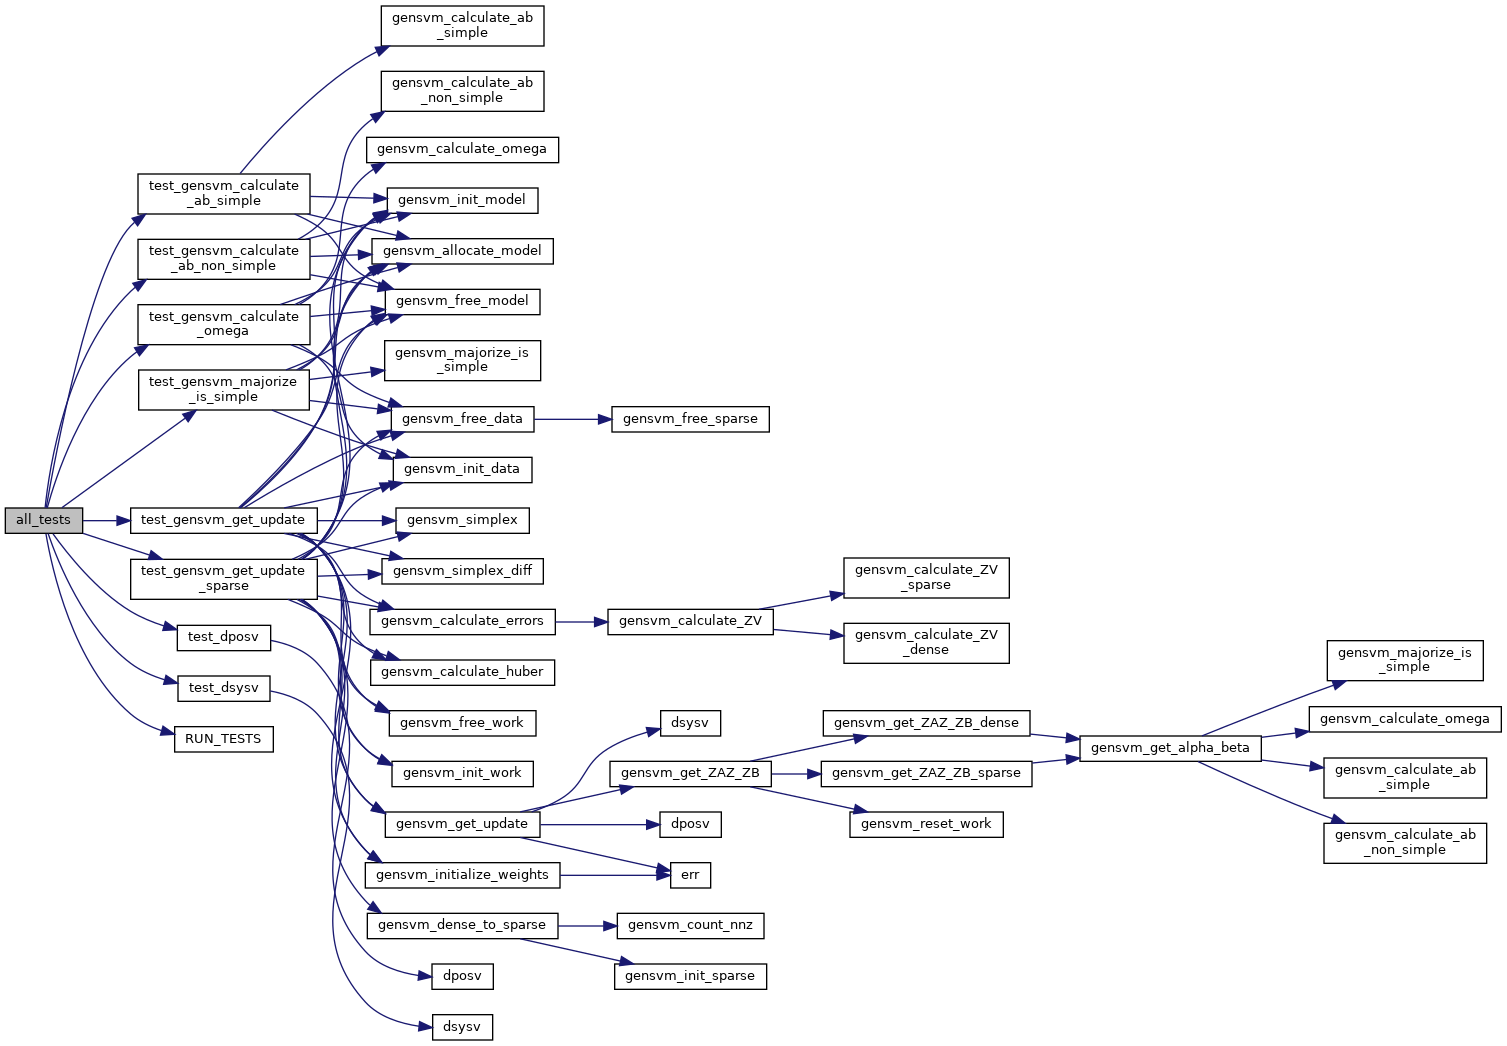 all_tests
test_gensvm_calculate
_ab_simple
test_gensvm_calculate
_ab_non_simple
test_gensvm_calculate
_omega
test_gensvm_majorize
_is_simple
test_gensvm_get_update
test_gensvm_get_update
_sparse
test_dposv
test_dsysv
RUN_TESTS
gensvm_calculate_ab
_simple
gensvm_calculate_ab
_non_simple
gensvm_calculate_omega
gensvm_init_model
gensvm_allocate_model
gensvm_free_model
gensvm_majorize_is
_simple
gensvm_free_data
gensvm_init_data
gensvm_simplex
gensvm_simplex_diff
gensvm_calculate_errors
gensvm_calculate_huber
gensvm_free_work
gensvm_init_work
gensvm_get_update
gensvm_initialize_weights
gensvm_dense_to_sparse
dposv
dsysv
gensvm_free_sparse
gensvm_calculate_ZV
dsysv
gensvm_get_ZAZ_ZB
dposv
err
gensvm_count_nnz
gensvm_init_sparse
gensvm_calculate_ZV
_sparse
gensvm_calculate_ZV
_dense
gensvm_get_ZAZ_ZB_dense
gensvm_get_ZAZ_ZB_sparse
gensvm_reset_work
gensvm_get_alpha_beta
gensvm_majorize_is
_simple
gensvm_calculate_omega
gensvm_calculate_ab
_simple
gensvm_calculate_ab
_non_simple